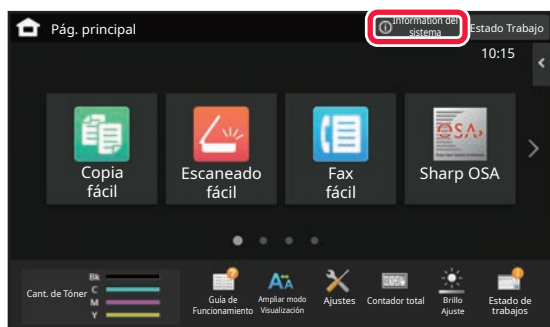 Pág. principal
Information del
sistema
Estado Trabajo
10:15
Copia
fácil
Escaneado
fácil
Fax
fácil
OSA
Sharp OSA
Cant. de Tóner
Bk
C
M
Y
Guía de
Funcionamiento
Ampliar modo
Visualización
Ajustes
Contador total
Brillo
Ajuste
Estado de
trabajos